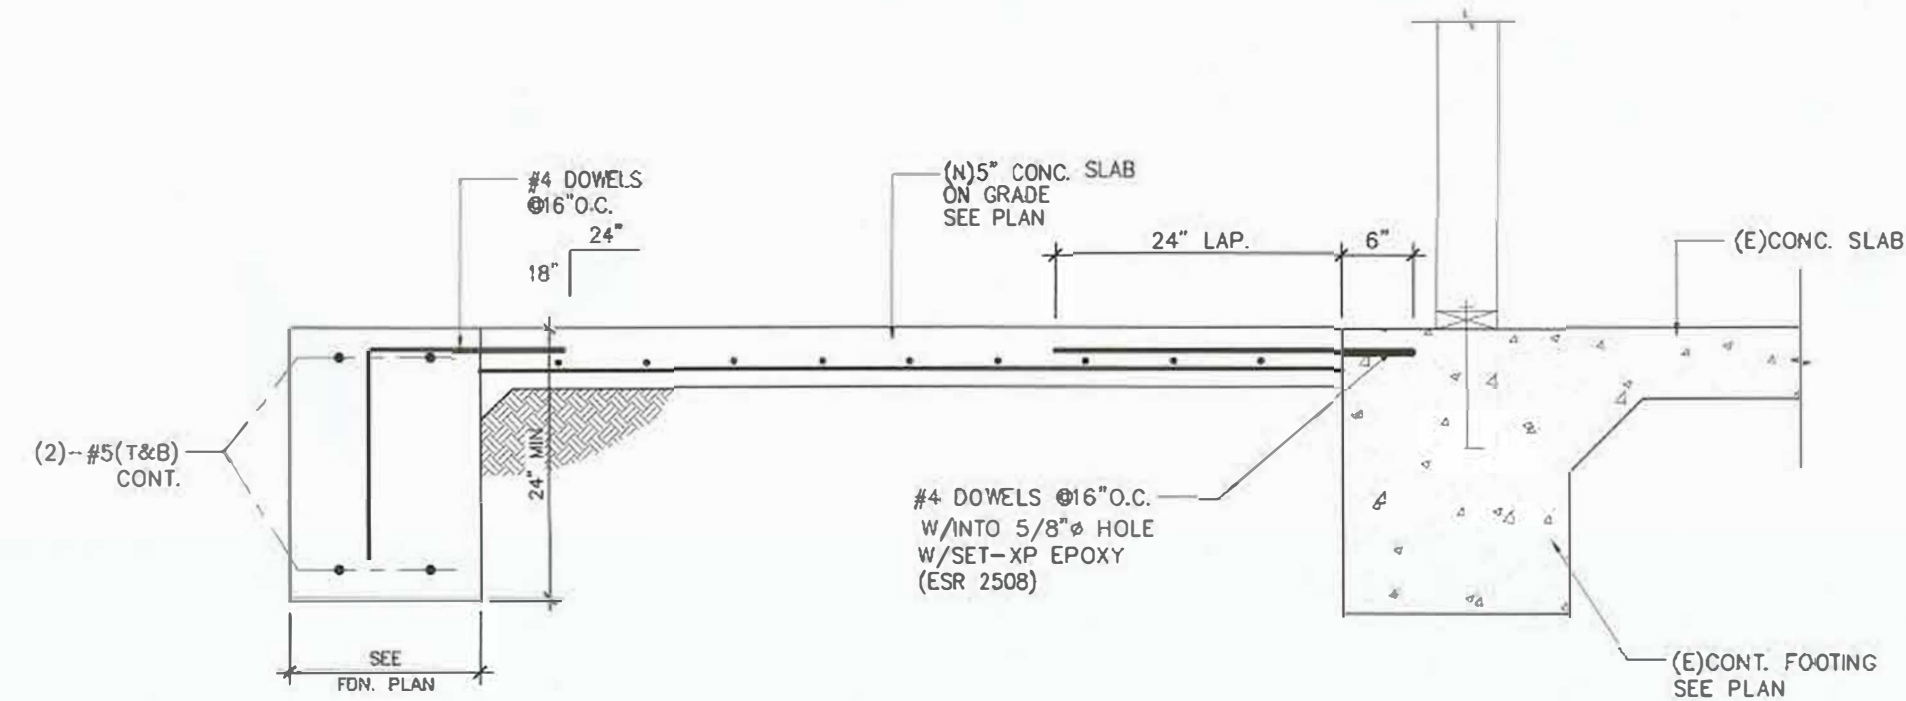 #4 DOWELS
@16"O.C.
24"
18"
(N)5" CONC. SLAB
ON GRADE
SEE PLAN
24" LAP.
6"
(E)CONC. SLAB
(2)-#5(T&B)
CONT.
24" MIN
#4 DOWELS @16"O.C.
W/INTO 5/8"ø HOLE
W/SET-XP EPOXY
(ESR 2508)
SEE
FDN. PLAN
(E)CONT. FOOTING
SEE PLAN